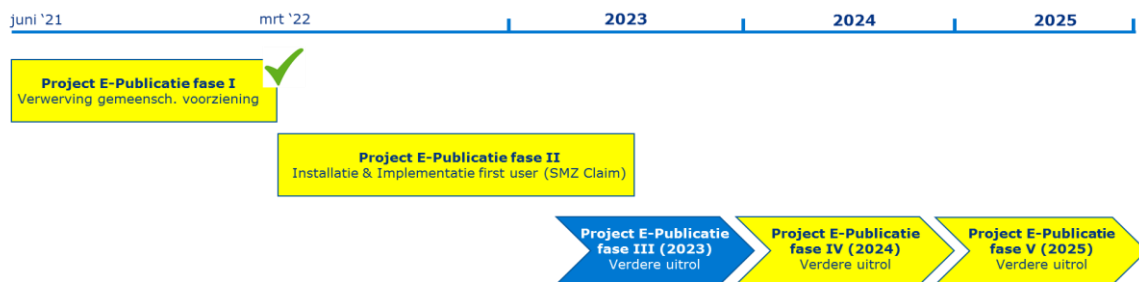 juni ‘21
mrt ‘22
2023
2024
2025
Project E-Publicatie fase I
Verwerving gemeensch. voorziening
Project E-Publicatie fase II
Installatie & Implementatie first user (SMZ Claim)
Project E-Publicatie
fase III (2023)
Verdere uitrol
Project E-Publicatie
fase IV (2024)
Verdere uitrol
Project E-Publicatie
fase V (2025)
Verdere uitrol